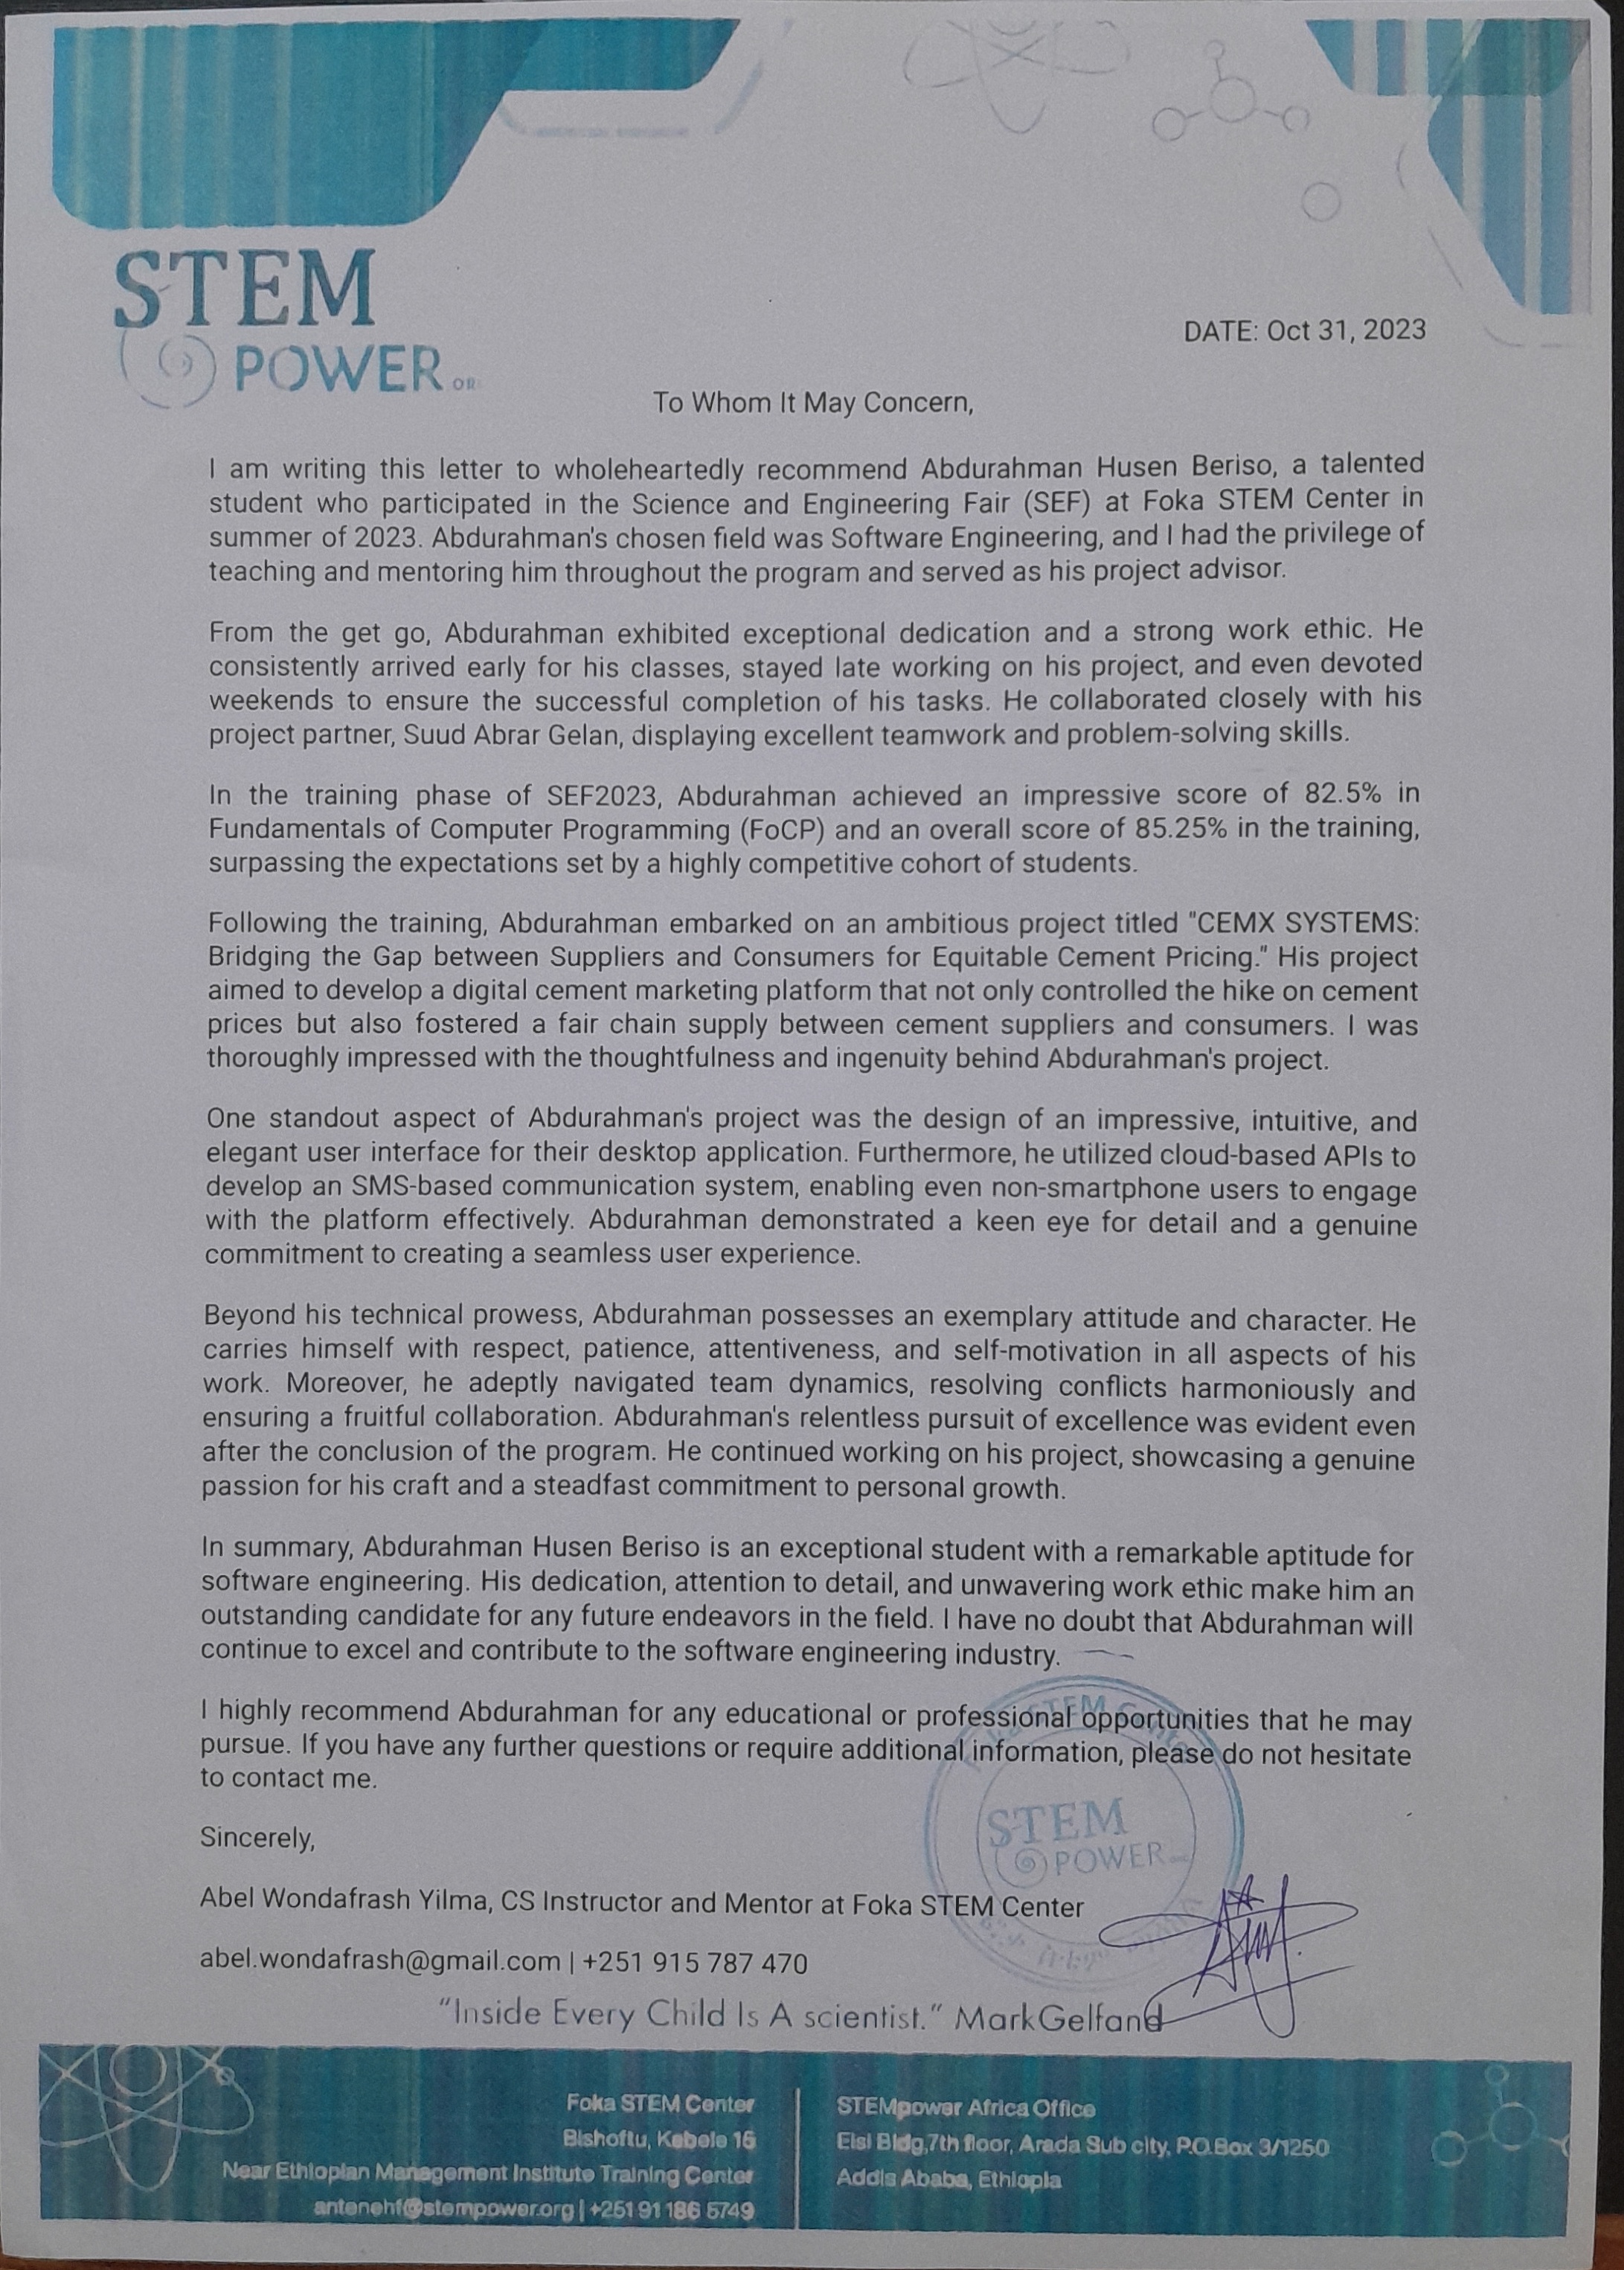 STEM
POWER
DATE: Oct 31, 2023
To Whom It May Concern,
I am writing this letter to wholeheartedly recommend Abdurahman Husen Beriso, a talented
student who participated in the Science and Engineering Fair (SEF) at Foka STEM Center in
summer of 2023. Abdurahman's chosen field was Software Engineering, and I had the privilege of
teaching and mentoring him throughout the program and served as his project advisor.
From the get go, Abdurahman exhibited exceptional dedication and a strong work ethic. He
consistently arrived early for his classes, stayed late working on his project, and even devoted
weekends to ensure the successful completion of his tasks. He collaborated closely with his
project partner, Suud Abrar Gelan, displaying excellent teamwork and problem-solving skills.
In the training phase of SEF2023, Abdurahman achieved an impressive score of 82.5% in
Fundamentals of Computer Programming (FoCP) and an overall score of 85.25% in the training,
surpassing the expectations set by a highly competitive cohort of students.
Following the training, Abdurahman embarked on an ambitious project titled "CEMX SYSTEMS:
Bridging the Gap between Suppliers and Consumers for Equitable Cement Pricing." His project
aimed to develop a digital cement marketing platform that not only controlled the hike on cement
prices but also fostered a fair chain supply between cement suppliers and consumers. I was
thoroughly impressed with the thoughtfulness and ingenuity behind Abdurahman's project.
One standout aspect of Abdurahman's project was the design of an impressive, intuitive, and
elegant user interface for their desktop application. Furthermore, he utilized cloud-based APIs to
develop an SMS-based communication system, enabling even non-smartphone users to engage
with the platform effectively. Abdurahman demonstrated a keen eye for detail and a genuine
commitment to creating a seamless user experience.
Beyond his technical prowess, Abdurahman possesses an exemplary attitude and character. He
carries himself with respect, patience, attentiveness, and self-motivation in all aspects of his
work. Moreover, he adeptly navigated team dynamics, resolving conflicts harmoniously and
ensuring a fruitful collaboration. Abdurahman's relentless pursuit of excellence was evident even
after the conclusion of the program. He continued working on his project, showcasing a genuine
passion for his craft and a steadfast commitment to personal growth.
In summary, Abdurahman Husen Beriso is an exceptional student with a remarkable aptitude for
software engineering. His dedication, attention to detail, and unwavering work ethic make him an
outstanding candidate for any future endeavors in the field. I have no doubt that Abdurahman will
continue to excel and contribute to the software engineering industry.
I highly recommend Abdurahman for any educational or professional opportunities that he may
pursue. If you have any further questions or require additional information, please do not hesitate
to contact me.
STEM
POWER
Sincerely,
Abel Wondafrash Yilma, CS Instructor and Mentor at Foka STEM Center
abel.wondafrash@gmail.com | +251 915 787 470
“Inside Every Child Is A scientist.” MarkGelfand
Foka STEM Center
Bishoftu, Kebele 15
Near Ethiopian Management Institute Training Center
antenehf@stempower.org | +251 91 186 5749
STEMpower Africa Office
Elsi Bldg,7th floor, Arada Sub city, P.O.Box 3/1250
Addis Ababa, Ethiopia